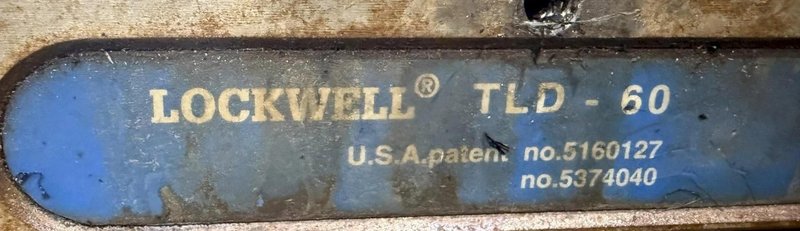 LOCKWELL® TLD - 60
U.S.A.patent no.5160127
no.5374040